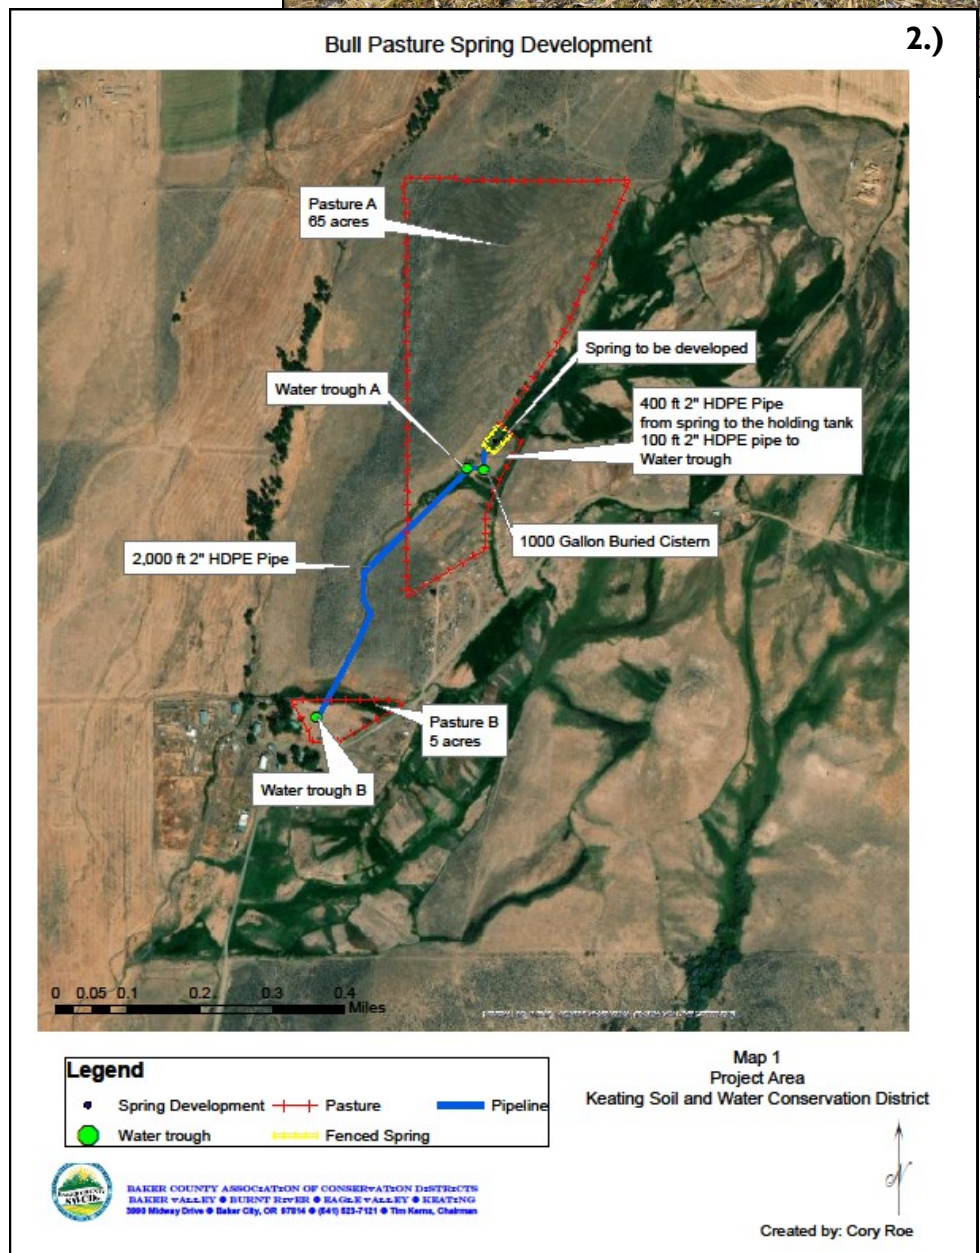 2.)
Bull Pasture Spring Development
Pasture A
65 acres
Spring to be developed
Water trough A
400 ft 2" HDPE Pipe
from spring to the holding tank
100 ft 2" HDPE pipe to
Water trough
1000 Gallon Buried Cistern
2,000 ft 2" HDPE Pipe
Pasture B
5 acres
Water trough B
0 0.05 0.1 0.2 0.3 0.4
Miles
Legend
Spring Development
Pasture
Pipeline
Water trough
Fenced Spring
Map 1
Project Area
Keating Soil and Water Conservation District
N
BAKER COUNTY
SWCDs
BAKER COUNTY ASSOCIATION OF CONSERVATION DISTRICTS
BAKER VALLEY ● BURNT RIVER ● EAGLE VALLEY ● KEATING
3990 Midway Drive ● Baker City, OR 97814 ● (541) 523-7121 ● Tim Kerns, Chairman
Created by: Cory Roe